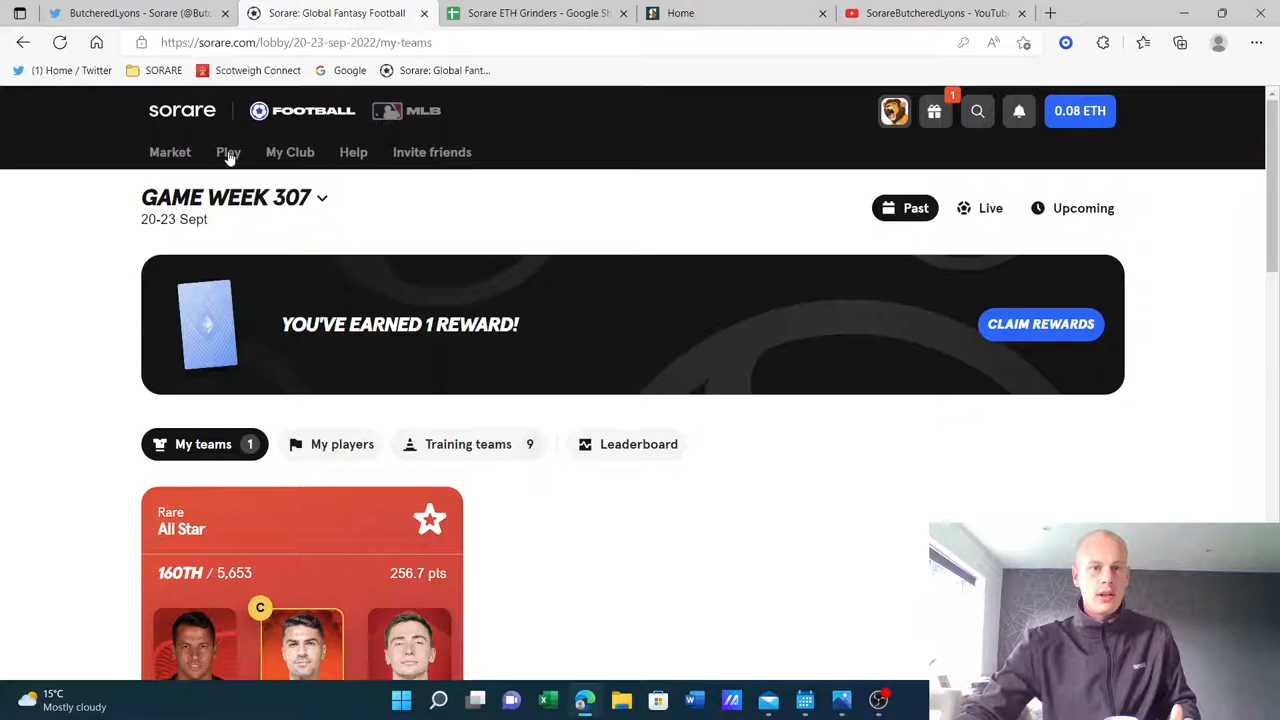 ButcheredLyons - Sorare (@But
Sorare: Global Fantasy Football
Sorare ETH Grinders - Google Sh
Home
SorareButcheredLyons - YouTub
https://sorare.com/lobby/20-23-sep-2022/my-teams
(1) Home / Twitter
SORARE
Scotweigh Connect
Google
Sorare: Global Fant...
sorare
FOOTBALL
MLB
1
0.08 ETH
Market
Play
My Club
Help
Invite friends
GAME WEEK 307
20-23 Sept
Past
Live
Upcoming
YOU'VE EARNED 1 REWARD!
CLAIM REWARDS
My teams 1
My players
Training teams 9
Leaderboard
Rare
All Star
160TH / 5,653
256.7 pts
C
15°C
Mostly cloudy